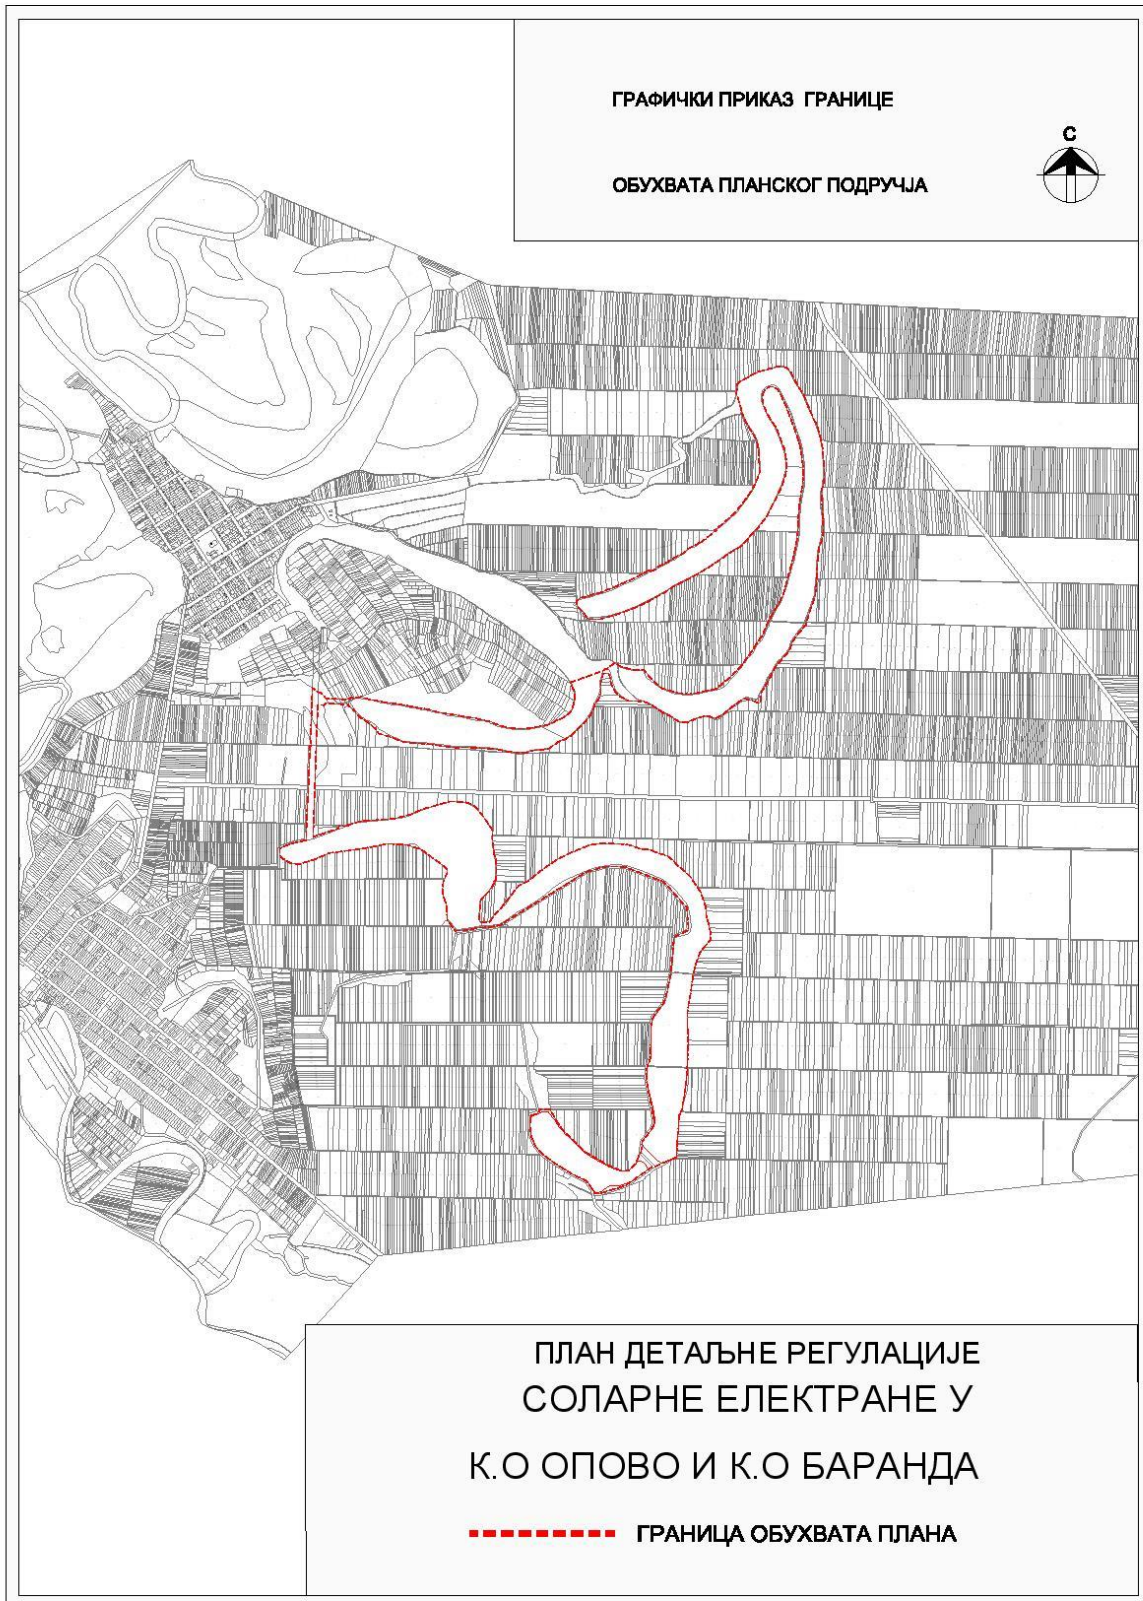 ГРАФИЧКИ ПРИКАЗ ГРАНИЦЕ
ОБУХВАТА ПЛАНСКОГ ПОДРУЧЈА
С
ПЛАН ДЕТАЉНЕ РЕГУЛАЦИЈЕ
СОЛАРНЕ ЕЛЕКТРАНЕ У
К.О ОПОВО И К.О БАРАНДА
ГРАНИЦА ОБУХВАТА ПЛАНА